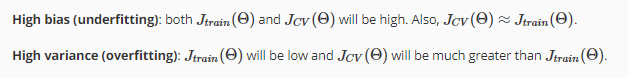 High bias (underfitting): both J_train(Θ) and J_CV(Θ) will be high. Also, J_CV(Θ) ≈ J_train(Θ).
High variance (overfitting): J_train(Θ) will be low and J_CV(Θ) will be much greater than J_train(Θ).